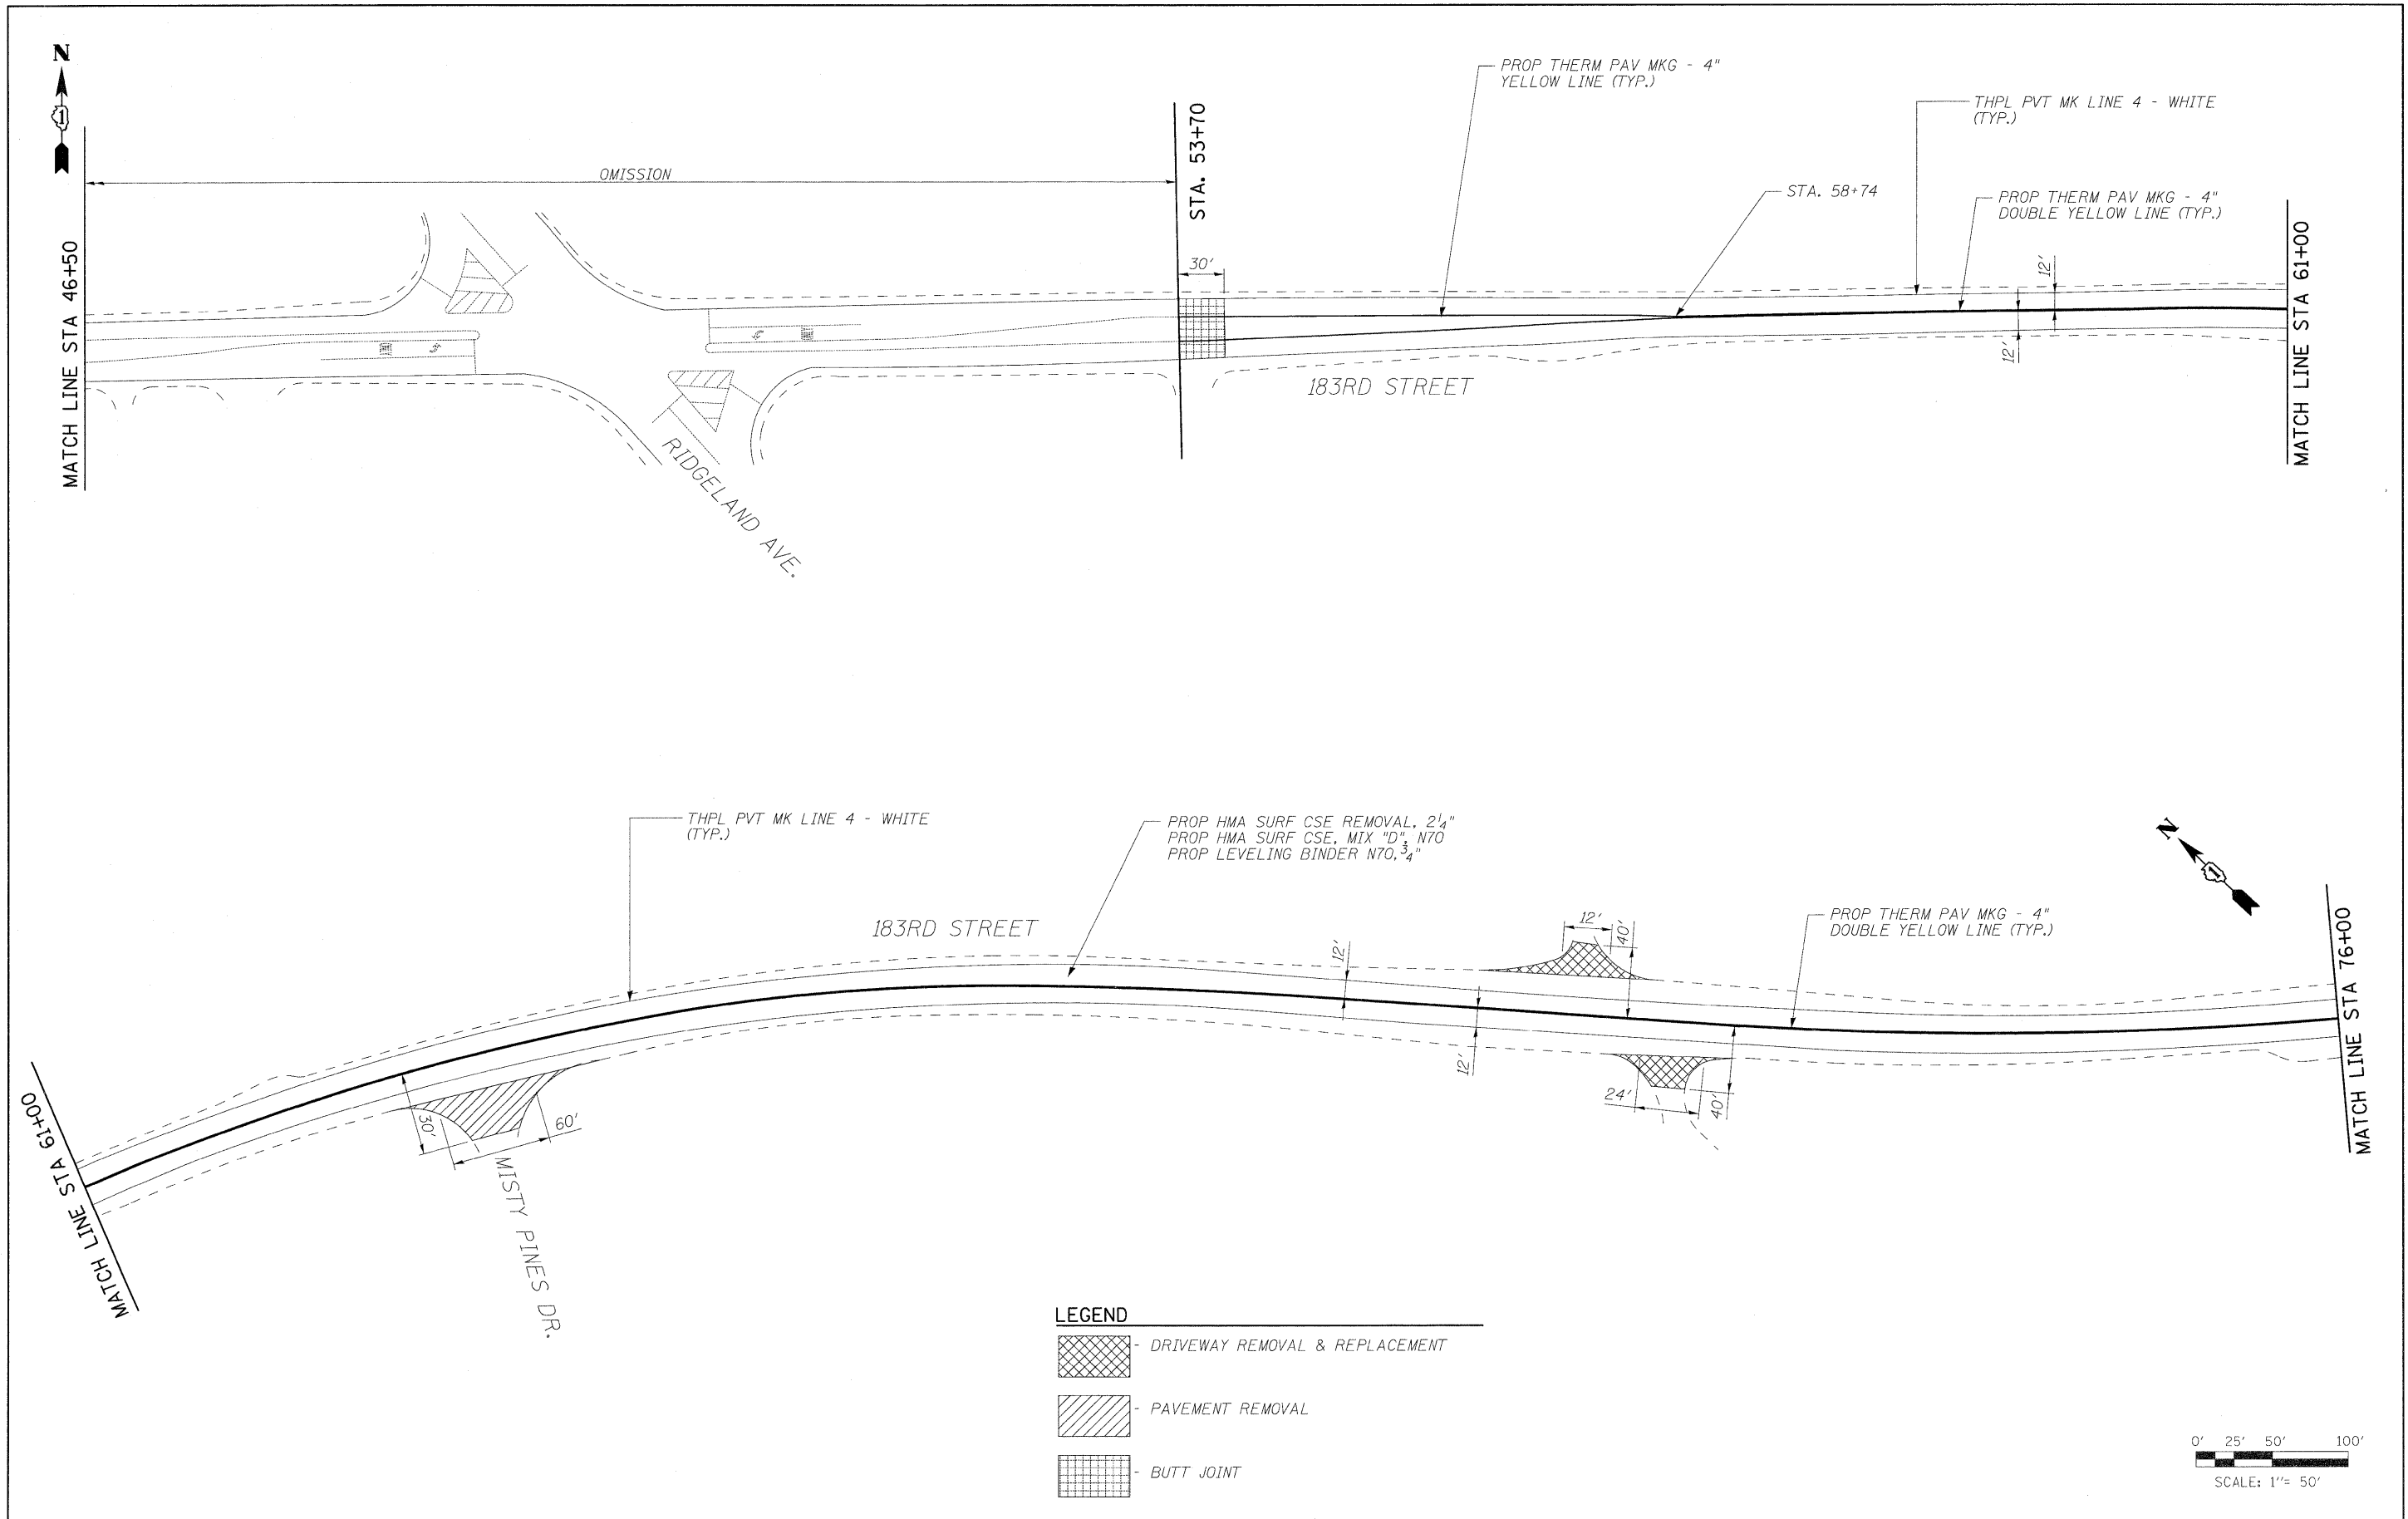 N
1
PROP THERM PAV MKG - 4"
YELLOW LINE (TYP.)
THPL PVT MK LINE 4 - WHITE
(TYP.)
STA. 53+70
OMISSION
STA. 58+74
PROP THERM PAV MKG - 4"
DOUBLE YELLOW LINE (TYP.)
MATCH LINE STA 46+50
30'
12'
12'
MATCH LINE STA 61+00
183RD STREET
RIDGELAND AVE.
THPL PVT MK LINE 4 - WHITE
(TYP.)
PROP HMA SURF CSE REMOVAL, 2 1/4"
PROP HMA SURF CSE, MIX "D", N70
PROP LEVELING BINDER N70, 3/4"
N
1
183RD STREET
12'
12'
12'
40'
PROP THERM PAV MKG - 4"
DOUBLE YELLOW LINE (TYP.)
24'
40'
MATCH LINE STA 76+00
MATCH LINE STA 61+00
30'
60'
MISTY PINES DR.
LEGEND
- DRIVEWAY REMOVAL & REPLACEMENT
- PAVEMENT REMOVAL
- BUTT JOINT
0' 25' 50' 100'
SCALE: 1"= 50'